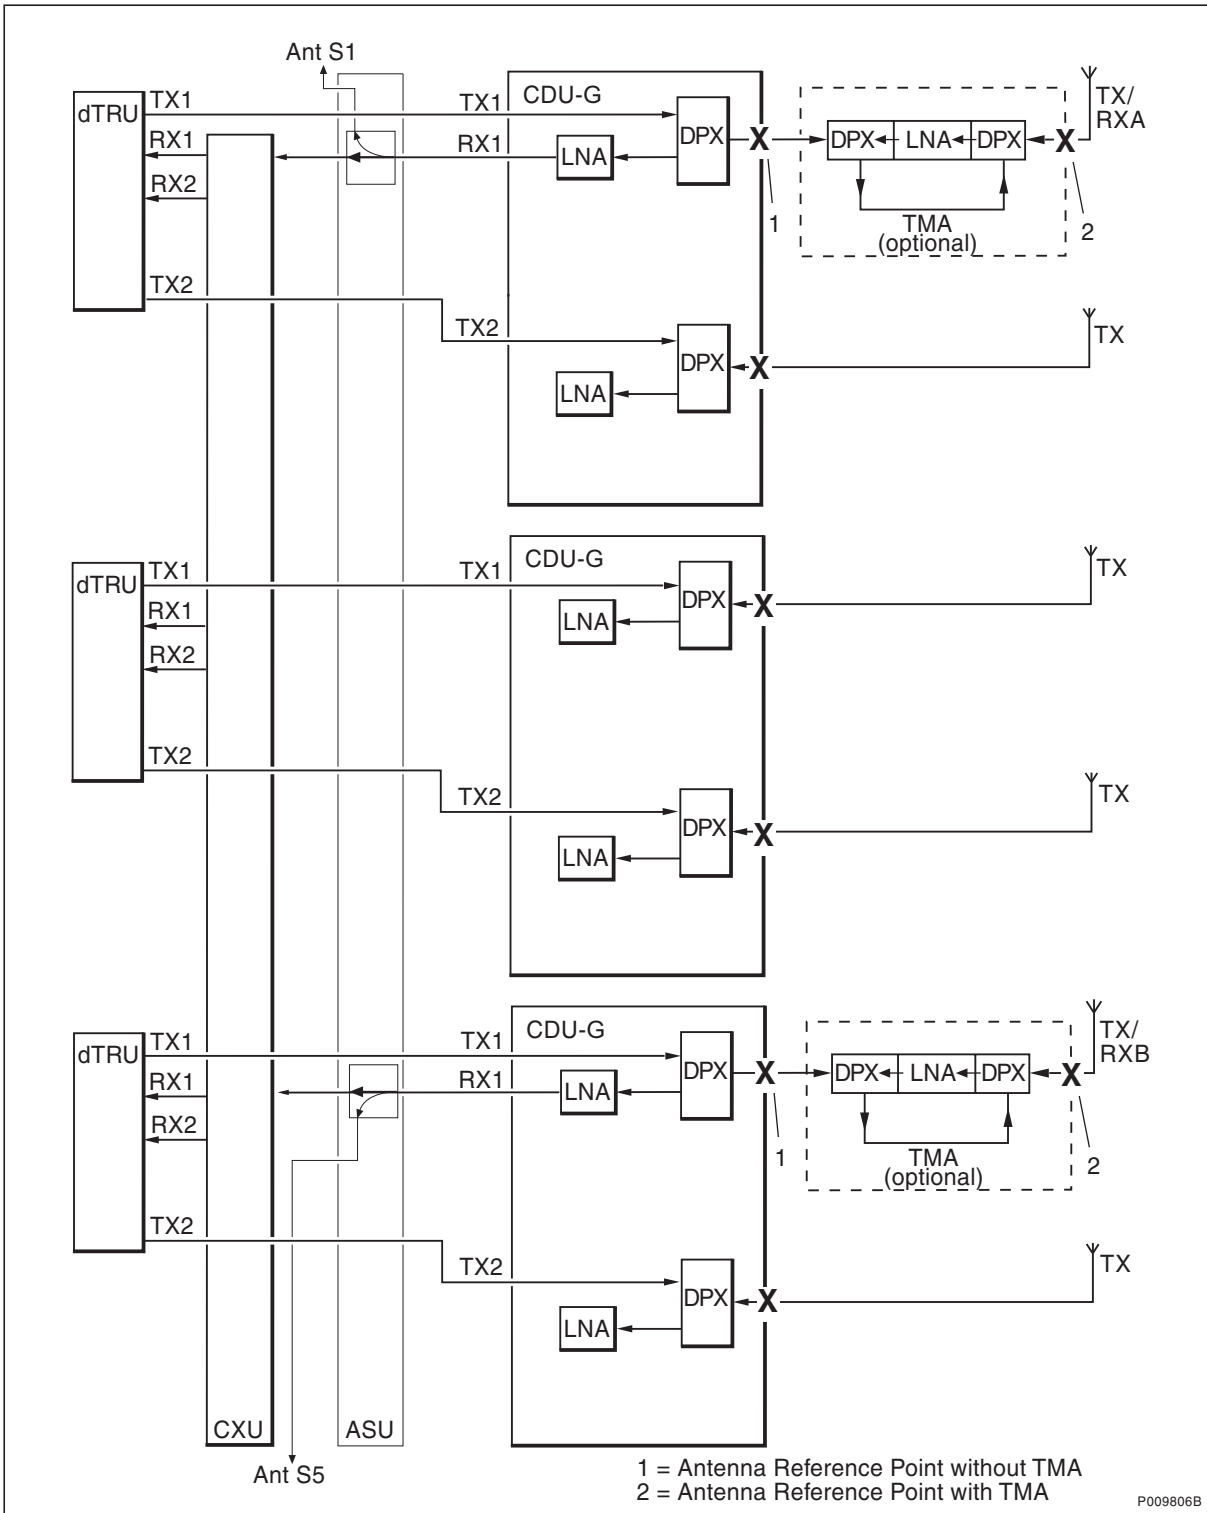 Ant S1
dTRU
TX1
TX1
CDU-G
DPX
RX1
RX1
LNA
RX2
X
1
DPX
LNA
DPX
X
2
TX/
RXA
TMA
(optional)
TX2
TX2
DPX
LNA
X
TX
dTRU
TX1
TX1
CDU-G
DPX
X
TX
RX1
LNA
RX2
TX2
TX2
DPX
X
TX
LNA
dTRU
TX1
TX1
CDU-G
DPX
RX1
RX1
LNA
RX2
X
1
DPX
LNA
DPX
X
2
TX/
RXB
TMA
(optional)
TX2
TX2
DPX
X
TX
LNA
CXU
ASU
Ant S5
1 = Antenna Reference Point without TMA
2 = Antenna Reference Point with TMA
P009806B